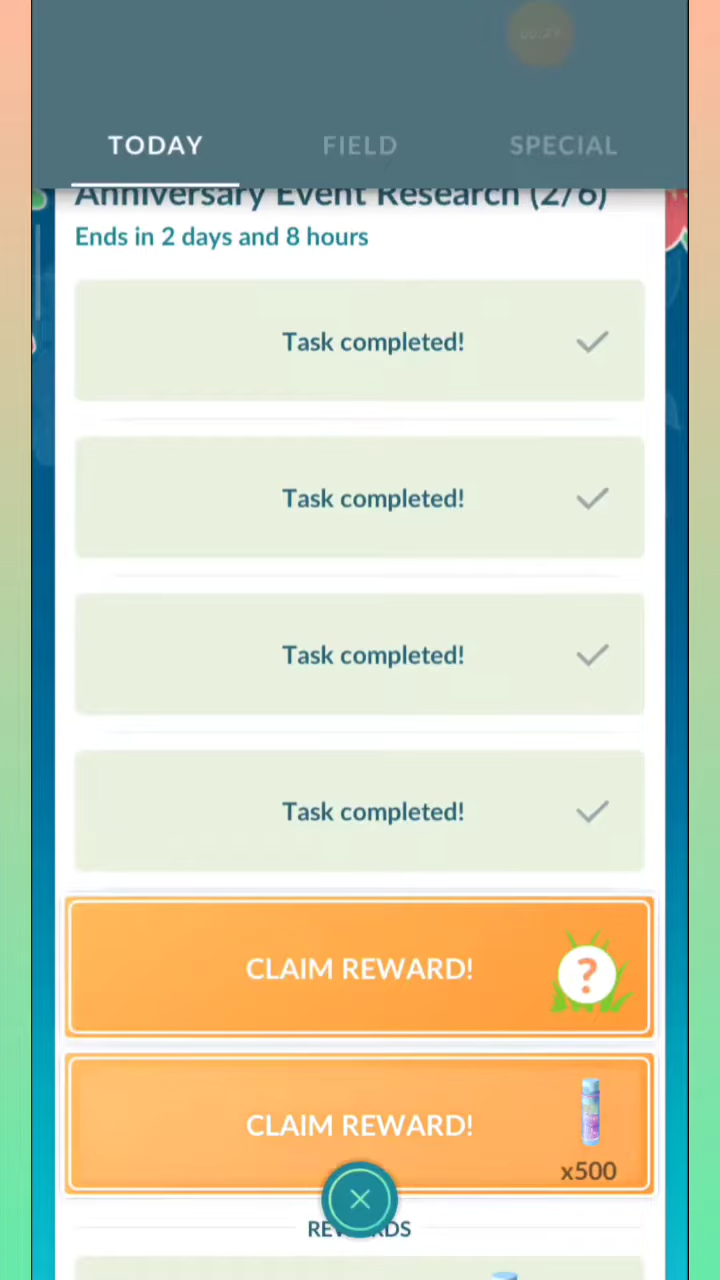 TODAY FIELD SPECIAL
Anniversary Event Research (2/6)
Ends in 2 days and 8 hours
Task completed!
Task completed!
Task completed!
Task completed!
CLAIM REWARD!
?
CLAIM REWARD!
x500